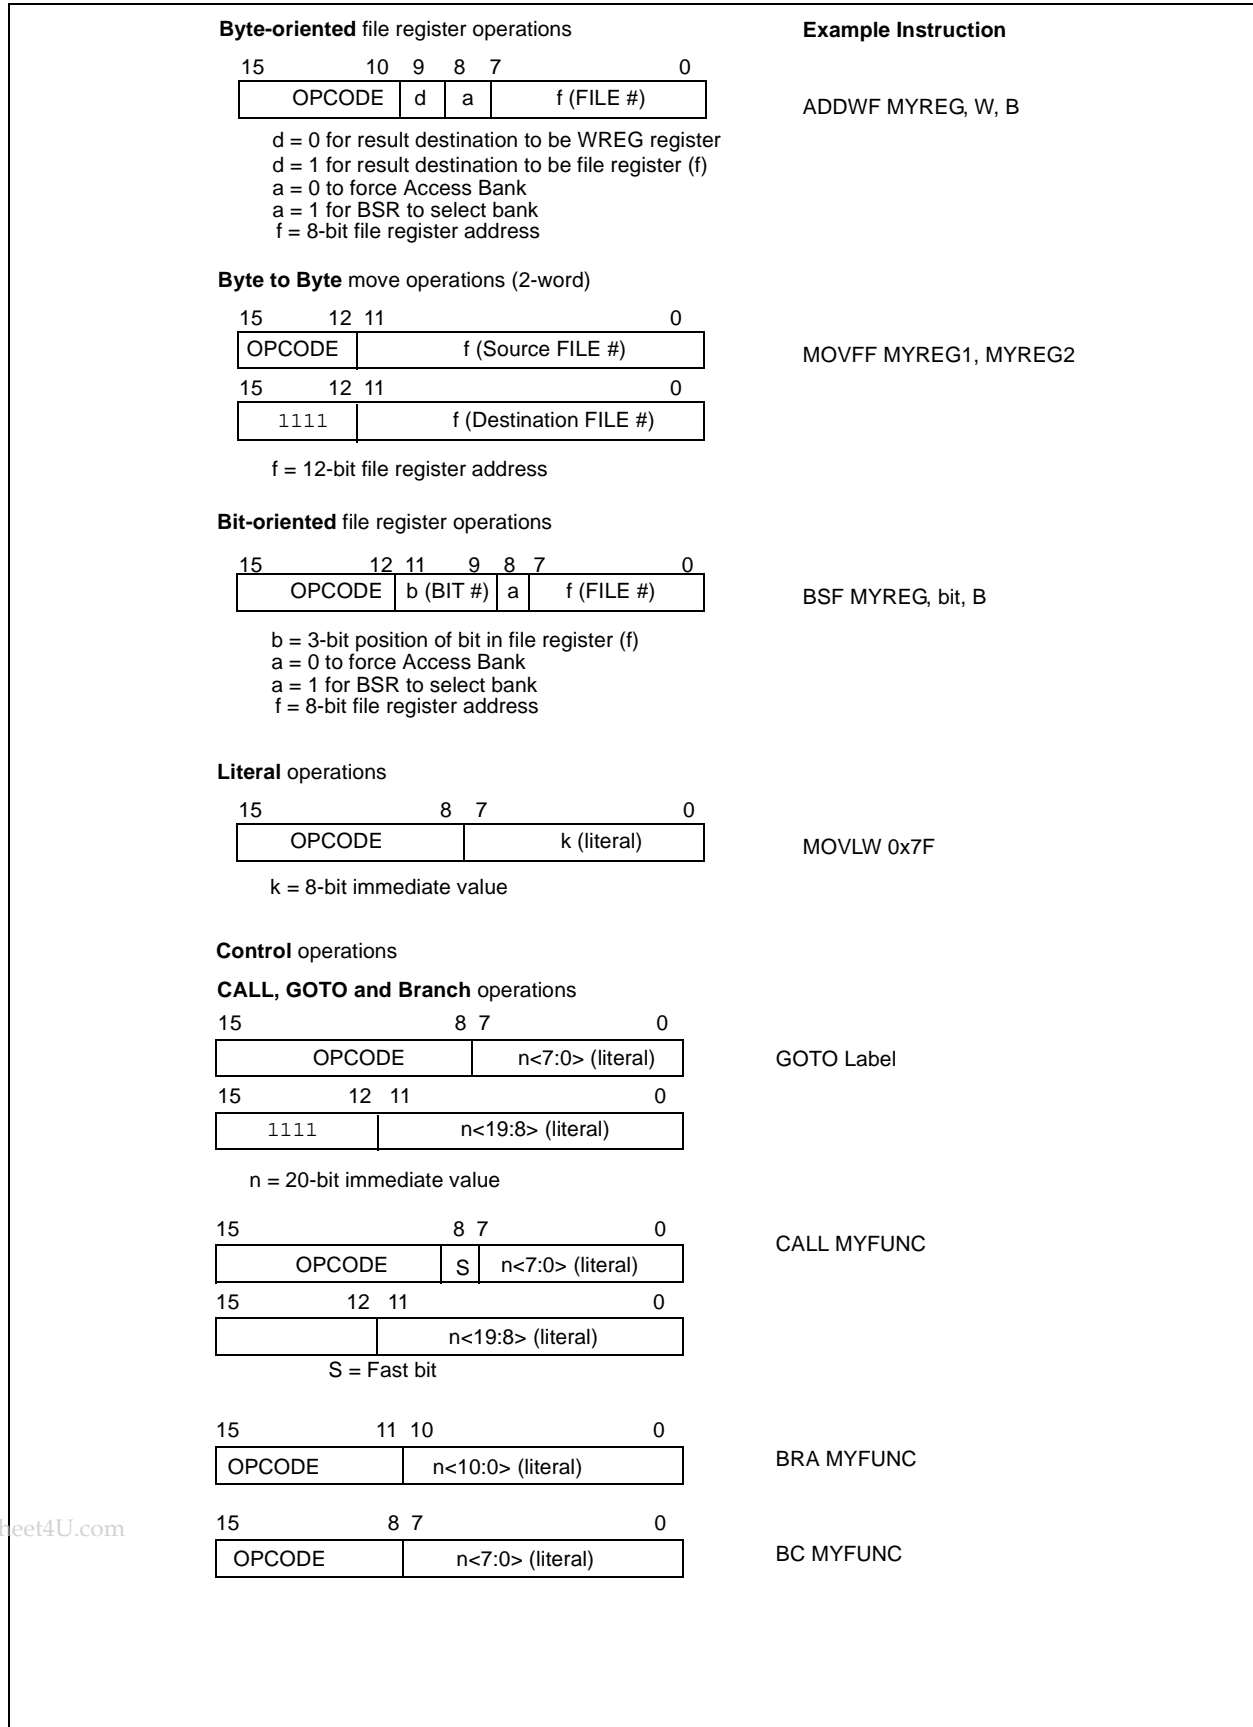 Byte-oriented file register operations
Example Instruction
15 10 9 8 7 0
OPCODE d a f (FILE #)
ADDWF MYREG, W, B
d = 0 for result destination to be WREG register
d = 1 for result destination to be file register (f)
a = 0 to force Access Bank
a = 1 for BSR to select bank
f = 8-bit file register address
Byte to Byte move operations (2-word)
15 12 11 0
OPCODE f (Source FILE #)
MOVFF MYREG1, MYREG2
15 12 11 0
1111 f (Destination FILE #)
f = 12-bit file register address
Bit-oriented file register operations
15 12 11 9 8 7 0
OPCODE b (BIT #) a f (FILE #)
BSF MYREG, bit, B
b = 3-bit position of bit in file register (f)
a = 0 to force Access Bank
a = 1 for BSR to select bank
f = 8-bit file register address
Literal operations
15 8 7 0
OPCODE k (literal)
MOVLW 0x7F
k = 8-bit immediate value
Control operations
CALL, GOTO and Branch operations
15 8 7 0
OPCODE n<7:0> (literal)
GOTO Label
15 12 11 0
1111 n<19:8> (literal)
n = 20-bit immediate value
15 8 7 0
OPCODE S n<7:0> (literal)
CALL MYFUNC
15 12 11 0
n<19:8> (literal)
S = Fast bit
15 11 10 0
OPCODE n<10:0> (literal)
BRA MYFUNC
15 8 7 0
OPCODE n<7:0> (literal)
BC MYFUNC
heet4U.com